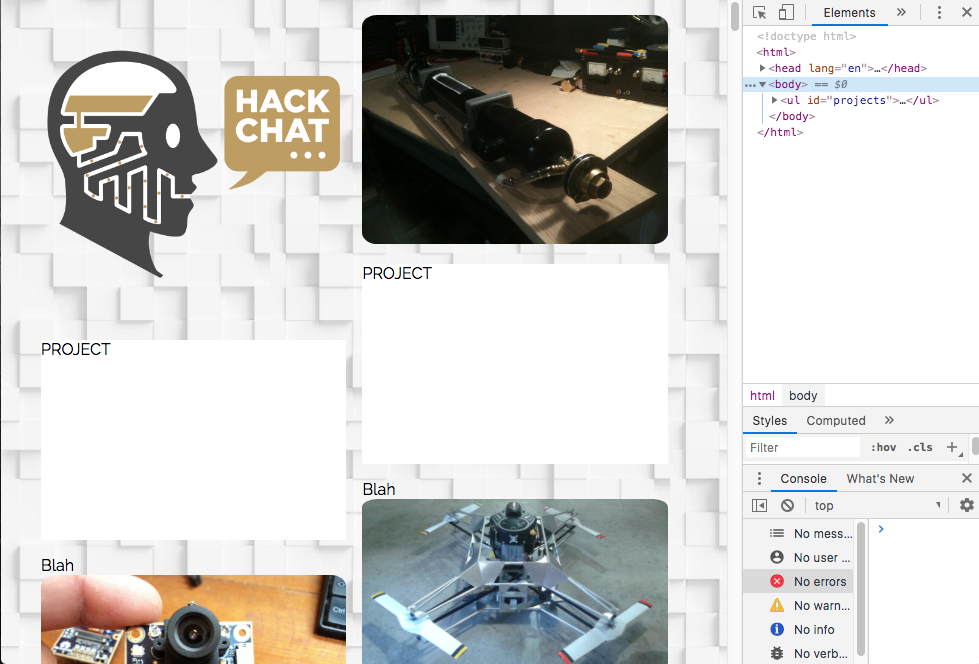 HACK
CHAT
PROJECT
Blah
PROJECT
Blah
Ctrl
Elements
<!doctype html>
<html>
<head lang="en">…</head>
… <body> == $0
<ul id="projects">…</ul>
</body>
</html>
html body
Styles Computed
Filter :hov .cls +
Console What's New
top
No mess...
No user ...
No errors
No warn...
No info
No verb...